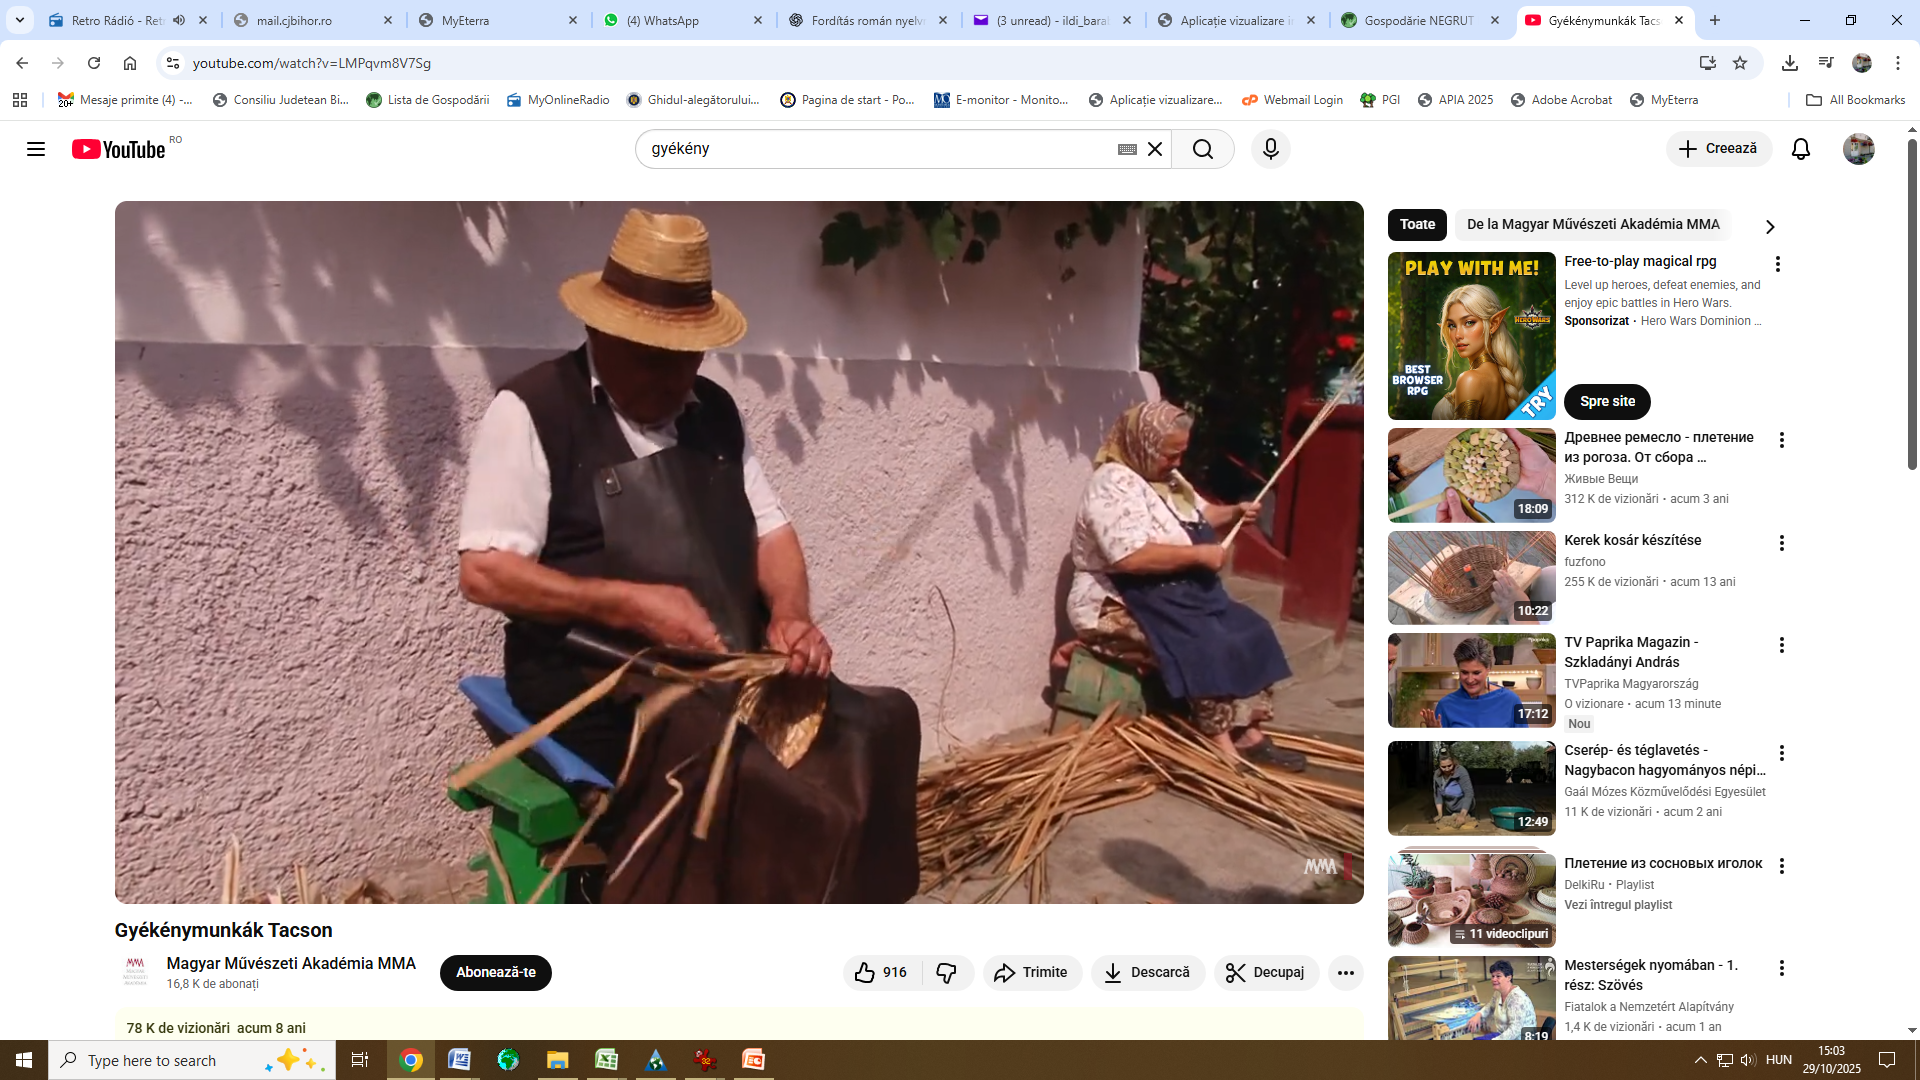 Retro Rádió - Ret
mail.cjbihor.ro
MyEterra
(4) WhatsApp
Fordítás román nyelv
(3 unread) - ildi_bara
Aplicație vizualizare i
Gospodărie NEGRUT
Gyékénymunkák Tacs
youtube.com/watch?v=LMPqvm8V7Sg
20+
Mesaje primite (4) -...
Consiliu Judetean Bi...
Lista de Gospodării
MyOnlineRadio
Ghidul-alegătorului...
Pagina de start - Po...
E-monitor - Monito...
Aplicație vizualizare...
Webmail Login
PGI
APIA 2025
Adobe Acrobat
MyEterra
All Bookmarks
YouTube RO
gyékény
Creează
Toate
De la Magyar Művészeti Akadémia MMA
PLAY WITH ME!
HERO WARS
BEST
BROWSER
RPG
TRY
Free-to-play magical rpg
Level up heroes, defeat enemies, and
enjoy epic battles in Hero Wars.
Sponsorizat · Hero Wars Dominion ...
Spre site
18:09
Древнее ремесло - плетение
из рогоза. От сбора ...
Живые Вещи
312 K de vizionări · acum 3 ani
10:22
Kerek kosár készítése
fuzfono
255 K de vizionări · acum 13 ani
17:12
TV Paprika Magazin -
Szkladányi András
TVPaprika Magyarország
O vizionare · acum 13 minute
Nou
12:49
Cserép- és téglavetés -
Nagybacon hagyományos népi...
Gaál Mózes Közművelődési Egyesület
11 K de vizionări · acum 2 ani
11 videoclipuri
Плетение из сосновых иголок
DelkiRu · Playlist
Vezi întregul playlist
8:19
Mesterségek nyomában - 1.
rész: Szövés
Fiatalok a Nemzetért Alapítvány
1,4 K de vizionări · acum 1 an
MMA
Gyékénymunkák Tacson
MMA
Magyar Művészeti Akadémia MMA
16,8 K de abonați
Abonează-te
916
Trimite
Descarcă
Decupaj
78 K de vizionări acum 8 ani
Type here to search
HUN
15:03
29/10/2025